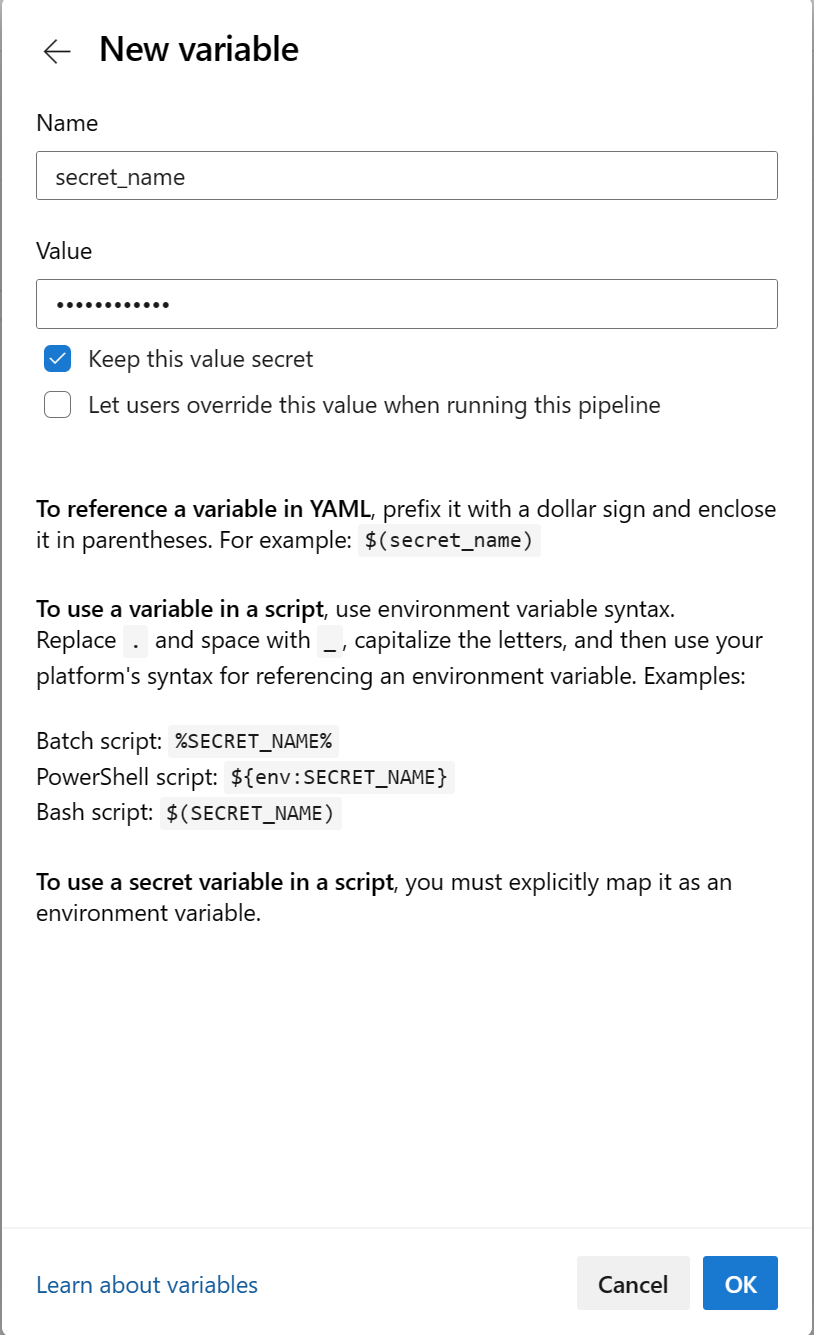 New variable
Name
secret_name
Value
••••••••••••
Keep this value secret
Let users override this value when running this pipeline
To reference a variable in YAML, prefix it with a dollar sign and enclose
it in parentheses. For example: $(secret_name)
To use a variable in a script, use environment variable syntax.
Replace . and space with _, capitalize the letters, and then use your
platform's syntax for referencing an environment variable. Examples:
Batch script: %SECRET_NAME%
PowerShell script: ${env:SECRET_NAME}
Bash script: $(SECRET_NAME)
To use a secret variable in a script, you must explicitly map it as an
environment variable.
Learn about variables
Cancel
OK